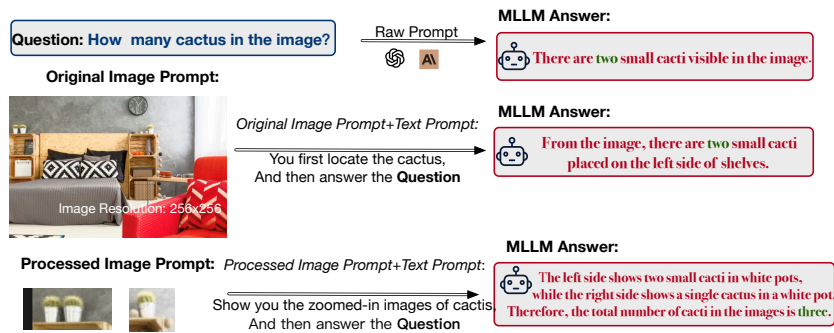 Question: How many cactus in the image?
Raw Prompt
MLLM Answer:
There are two small cacti visible in the image.
Original Image Prompt:
Image Resolution: 256x256
Original Image Prompt+Text Prompt:
You first locate the cactus,
And then answer the Question
MLLM Answer:
From the image, there are two small cacti
placed on the left side of shelves.
Processed Image Prompt:
Processed Image Prompt+Text Prompt:
Show you the zoomed-in images of cactis,
And then answer the Question
MLLM Answer:
The left side shows two small cacti in white pots,
while the right side shows a single cactus in a white pot.
Therefore, the total number of cacti in the images is three.